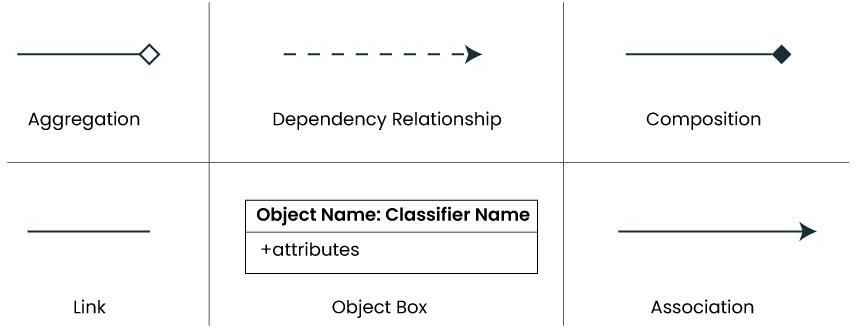 Aggregation
Dependency Relationship
Composition
Object Name: Classifier Name
+attributes
Link
Object Box
Association